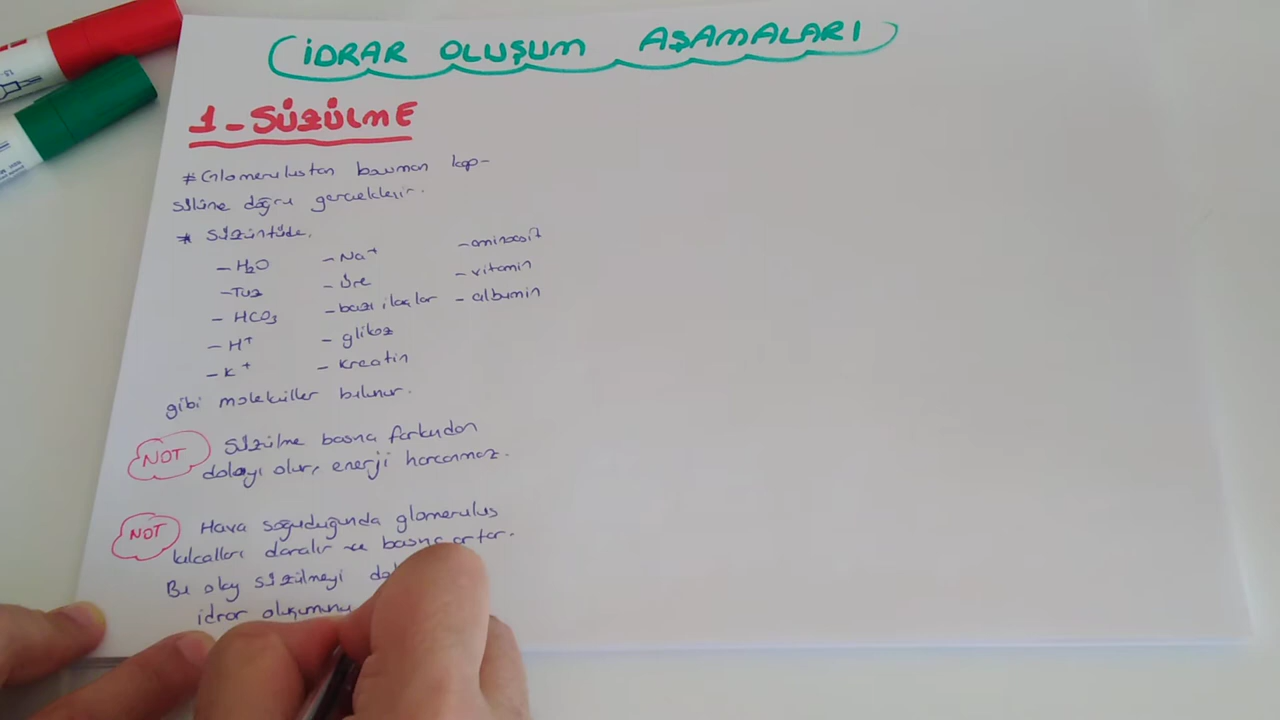 İDRAR OLUŞUM AŞAMALARI
1-SÜZÜLME
* Glomerulustan bowman kap-
sülüne doğru gerçekleşir.
* Süzüntüde,
- H₂O
- Tuz
- HCO₃
- H⁺
- K⁺
- Na⁺
- Üre
- bazı ilaçlar
- glikoz
- kreatin
- aminoasit
- vitamin
- albumin
gibi moleküller bulunur.
NOT Süzülme basınç farkından
dolayı olur, enerji harcanmaz.
NOT Hava soğuduğunda glomerulus
kılcalları daralır ve basınç artar.
Bu olay süzülmeyi
idrar oluşumunu